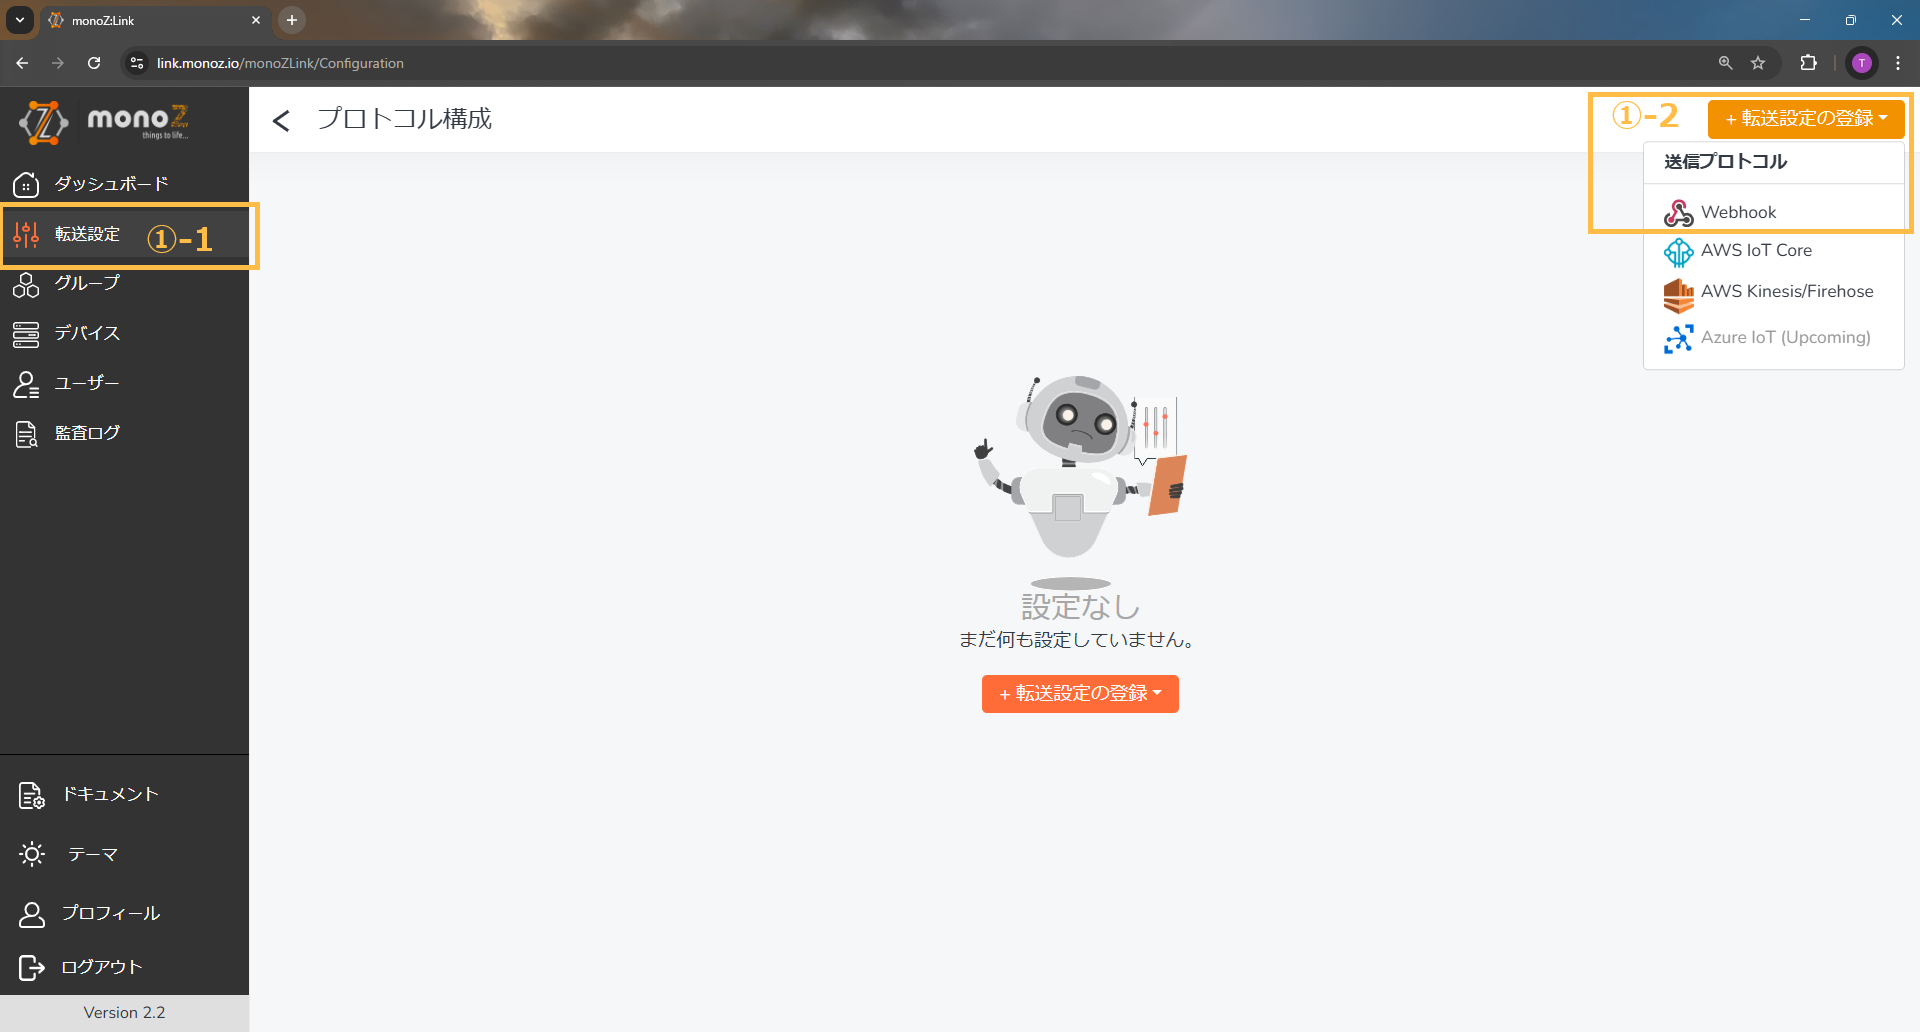 monoZ:Link
link.monoz.io/monoZLink/Configuration
T
monoZ
things to life...
ダッシュボード
転送設定
①-1
グループ
デバイス
ユーザー
監査ログ
ドキュメント
テーマ
プロフィール
ログアウト
Version 2.2
プロトコル構成
①-2
+ 転送設定の登録
送信プロトコル
Webhook
AWS IoT Core
AWS Kinesis/Firehose
Azure IoT (Upcoming)
設定なし
まだ何も設定していません。
+ 転送設定の登録